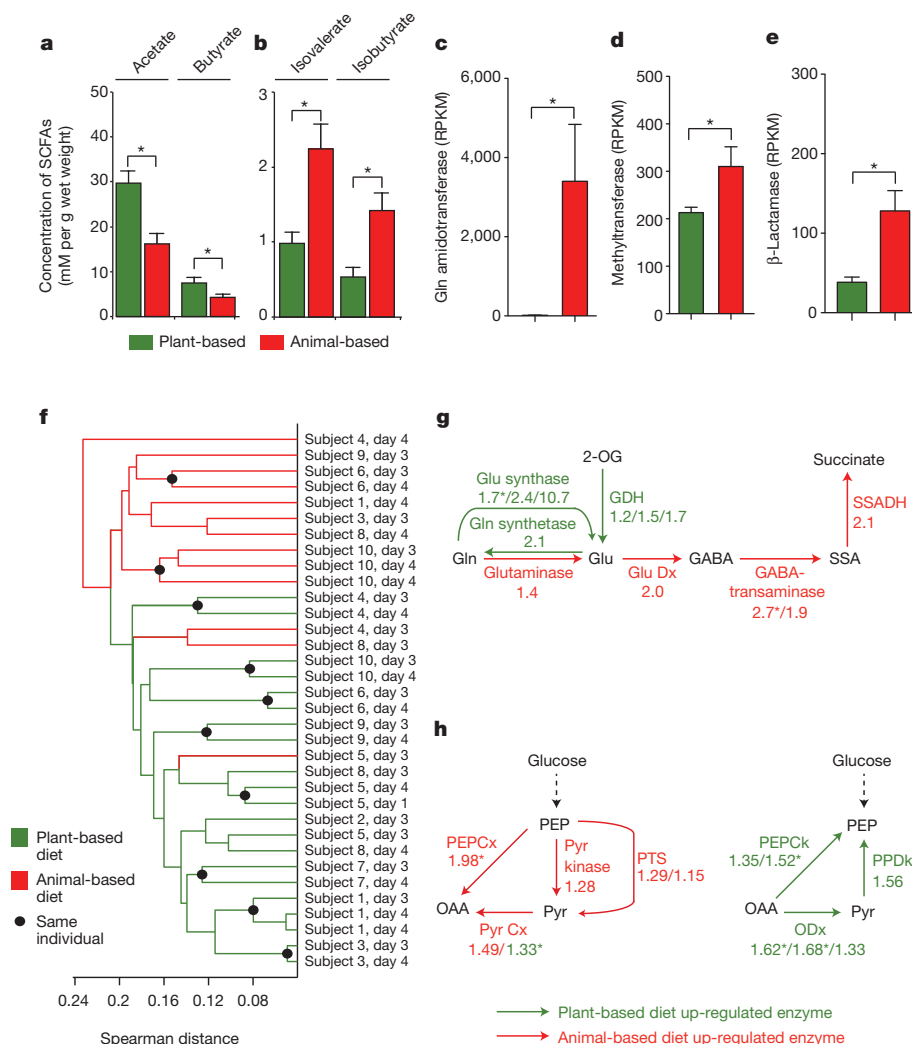 a
Acetate
Butyrate
Concentration of SCFAs
(mM per g wet weight)
50
40
30
20
10
0
*
*
b
Isovalerate
Isobutyrate
3
2
1
0
*
*
Plant-based
Animal-based
c
Gln amidotransferase (RPKM)
6,000
4,000
2,000
0
*
d
Methyltransferase (RPKM)
500
400
300
200
100
0
*
e
β-Lactamase (RPKM)
300
200
100
0
*
f
Subject 4, day 4
Subject 9, day 3
Subject 6, day 3
Subject 6, day 4
Subject 1, day 4
Subject 3, day 3
Subject 8, day 4
Subject 10, day 3
Subject 10, day 4
Subject 10, day 4
Subject 4, day 3
Subject 4, day 4
Subject 4, day 3
Subject 8, day 3
Subject 10, day 3
Subject 10, day 4
Subject 6, day 3
Subject 6, day 4
Subject 9, day 3
Subject 9, day 4
Subject 5, day 3
Subject 8, day 3
Subject 5, day 4
Subject 5, day 1
Subject 2, day 3
Subject 5, day 3
Subject 8, day 4
Subject 7, day 3
Subject 7, day 4
Subject 1, day 3
Subject 1, day 4
Subject 1, day 4
Subject 3, day 3
Subject 3, day 4
Plant-based
diet
Animal-based
diet
Same
individual
0.24
0.2
0.16
0.12
0.08
Spearman distance
g
2-OG
Glu synthase
1.7*/2.4/10.7
GDH
1.2/1.5/1.7
Gln synthetase
2.1
Gln
Glutaminase
1.4
Glu
Glu Dx
2.0
GABA
GABA-
transaminase
2.7*/1.9
SSA
SSADH
2.1
Succinate
h
Glucose
PEP
PEPCx
1.98*
Pyr
kinase
1.28
PTS
1.29/1.15
OAA
Pyr
Pyr Cx
1.49/1.33*
Glucose
PEP
PEPCk
1.35/1.52*
PPDk
1.56
OAA
Pyr
ODx
1.62*/1.68*/1.33
Plant-based diet up-regulated enzyme
Animal-based diet up-regulated enzyme